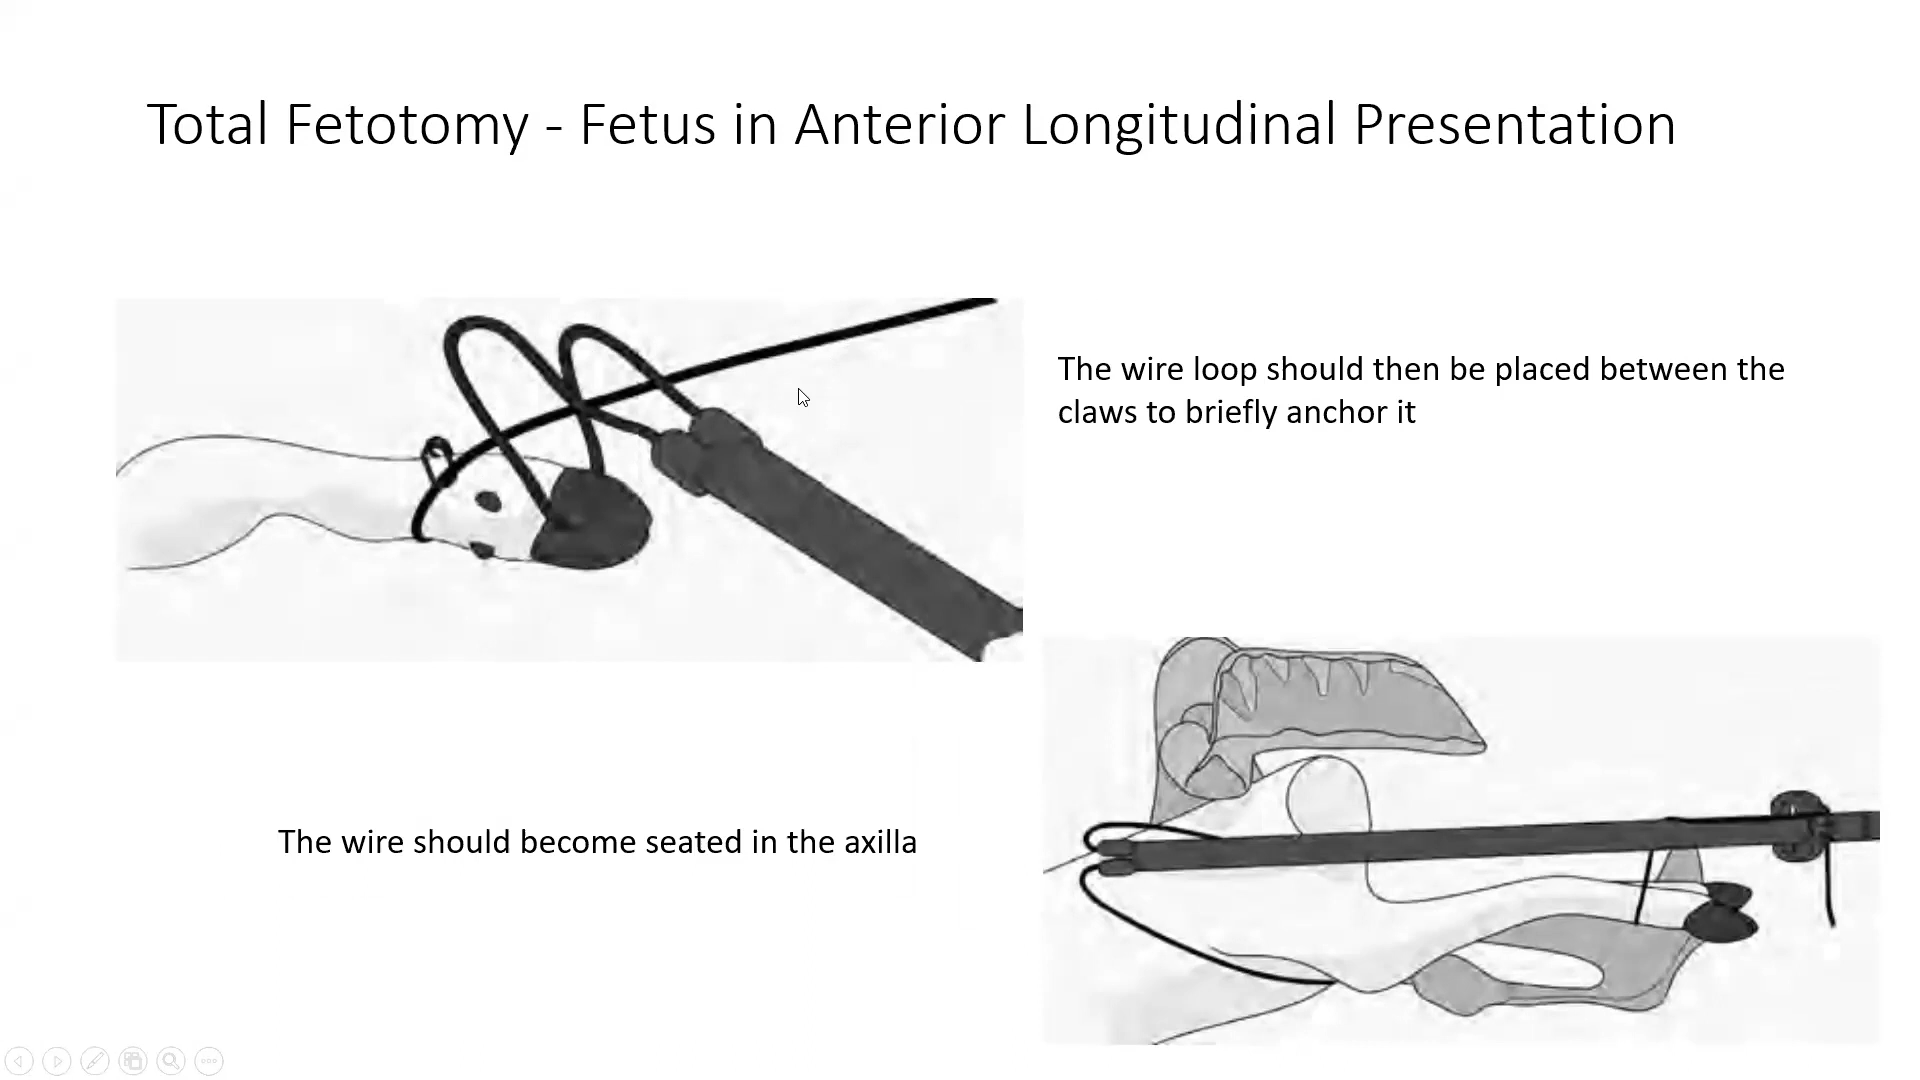 Total Fetotomy - Fetus in Anterior Longitudinal Presentation
The wire loop should then be placed between the
claws to briefly anchor it
The wire should become seated in the axilla